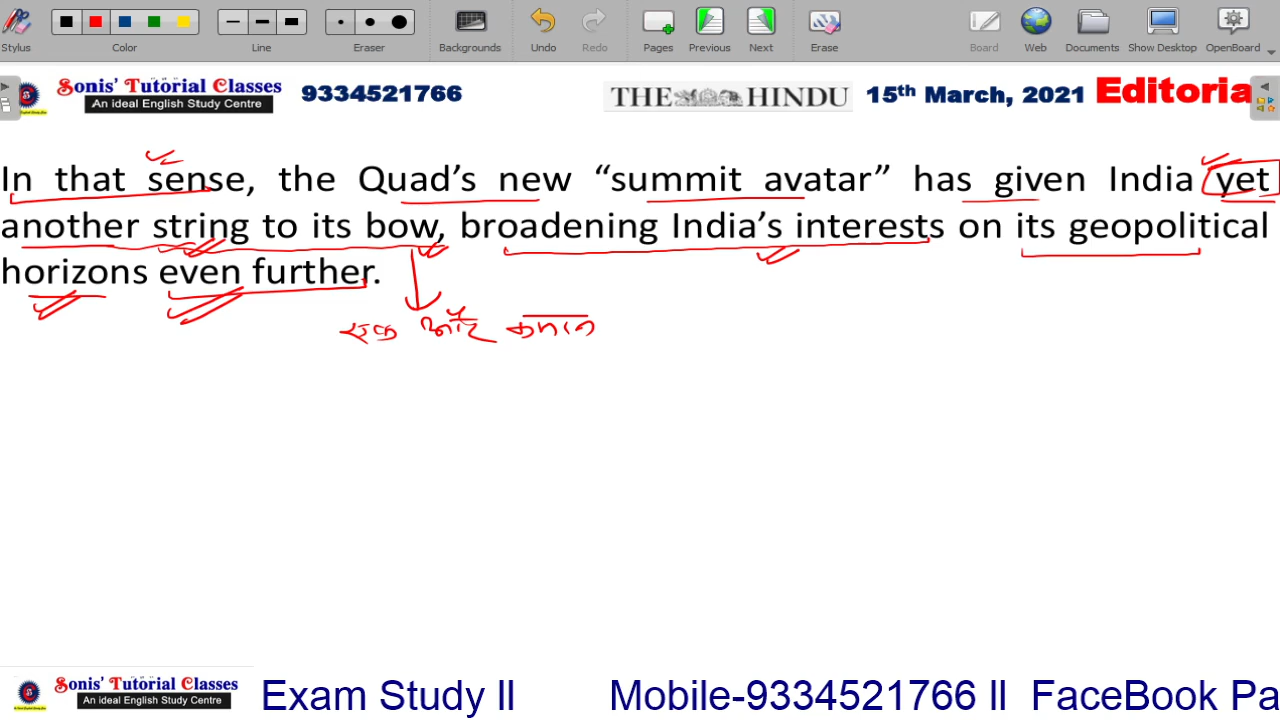 Stylus
Color
Line
Eraser
Backgrounds
Undo
Redo
Pages
Previous
Next
Erase
Board
Web
Documents
Show Desktop
OpenBoard
Sonis' Tutorial Classes
An ideal English Study Centre
9334521766
THE HINDU
15th March, 2021
Editoria
In that sense, the Quad’s new “summit avatar” has given India yet
another string to its bow, broadening India’s interests on its geopolitical
horizons even further.
एक और कमान
Sonis' Tutorial Classes
An ideal English Study Centre
Exam Study ll
Mobile-9334521766 ll FaceBook Pa